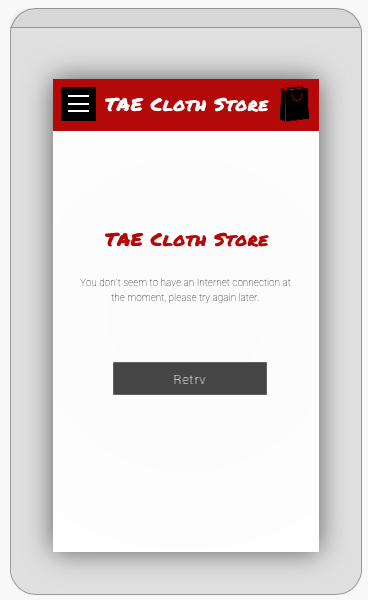 TAE Cloth Store
TAE Cloth Store
You don't seem to have an Internet connection at
the moment, please try again later.
Retry